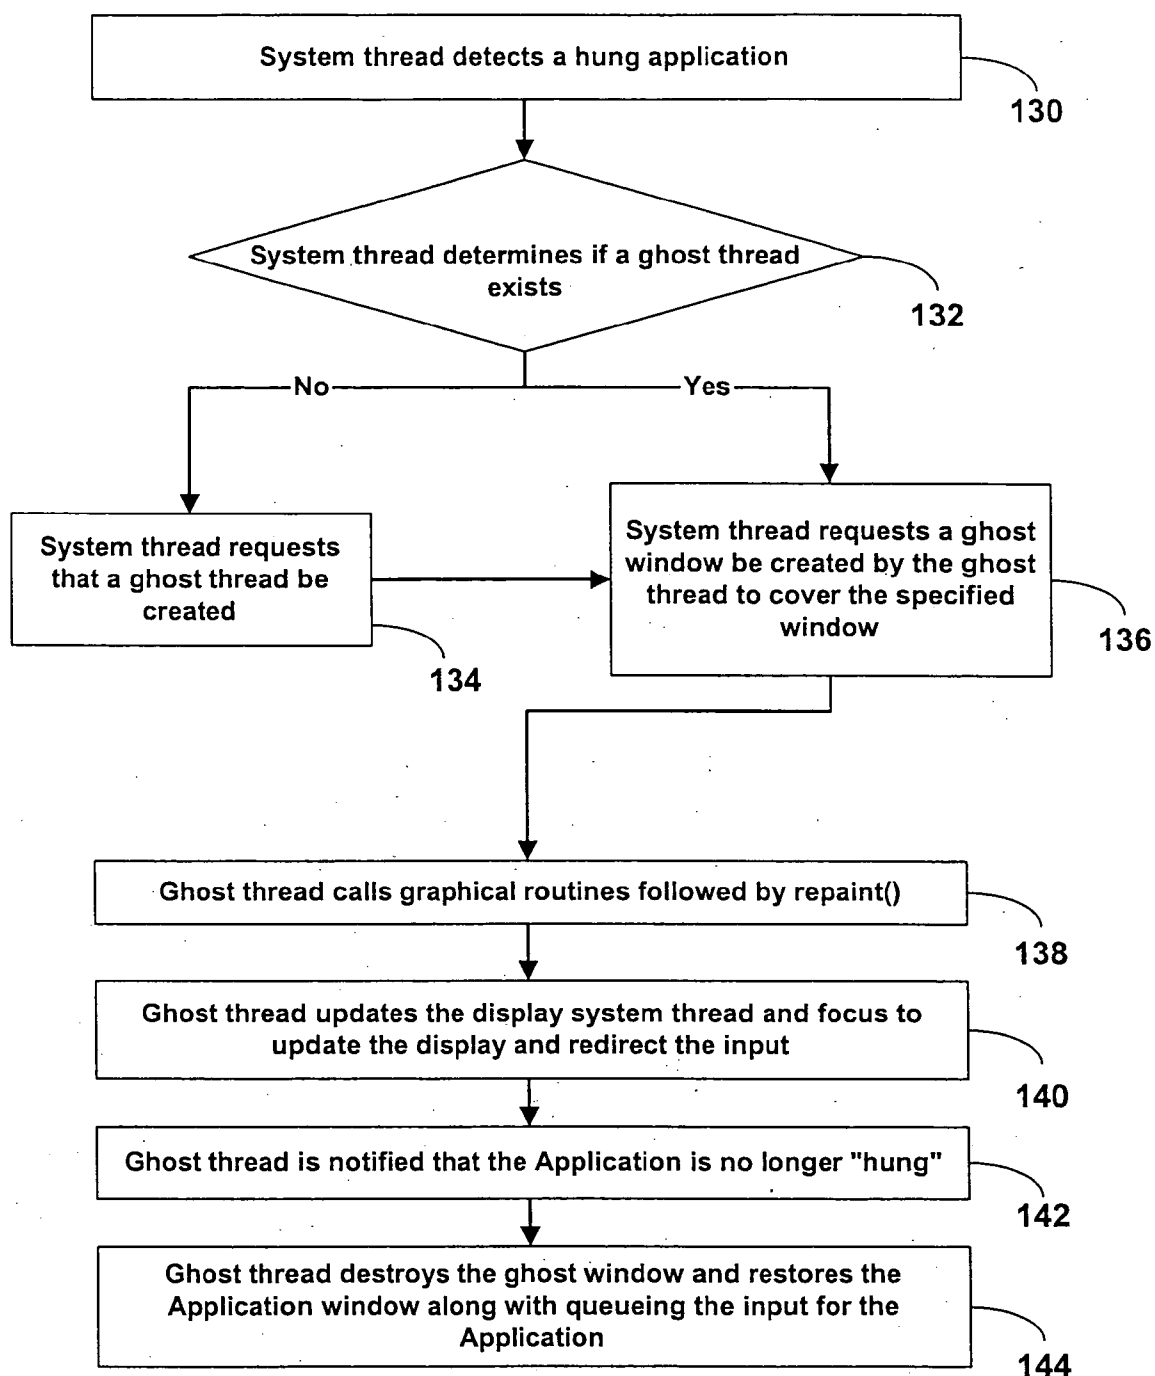 System thread detects a hung application
130
System thread determines if a ghost thread
exists
132
No
Yes
System thread requests
that a ghost thread be
created
134
System thread requests a ghost
window be created by the ghost
thread to cover the specified
window
136
Ghost thread calls graphical routines followed by repaint()
138
Ghost thread updates the display system thread and focus to
update the display and redirect the input
140
Ghost thread is notified that the Application is no longer "hung"
142
Ghost thread destroys the ghost window and restores the
Application window along with queueing the input for the
Application
144